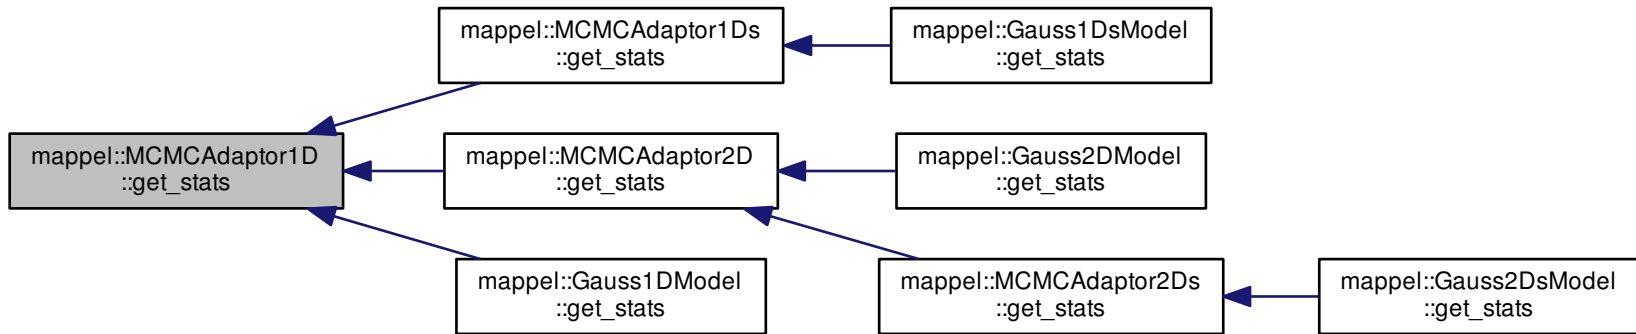 mappel::MCMCAdaptor1Ds
::get_stats
mappel::Gauss1DsModel
::get_stats
mappel::MCMCAdaptor1D
::get_stats
mappel::MCMCAdaptor2D
::get_stats
mappel::Gauss2DModel
::get_stats
mappel::Gauss1DModel
::get_stats
mappel::MCMCAdaptor2Ds
::get_stats
mappel::Gauss2DsModel
::get_stats